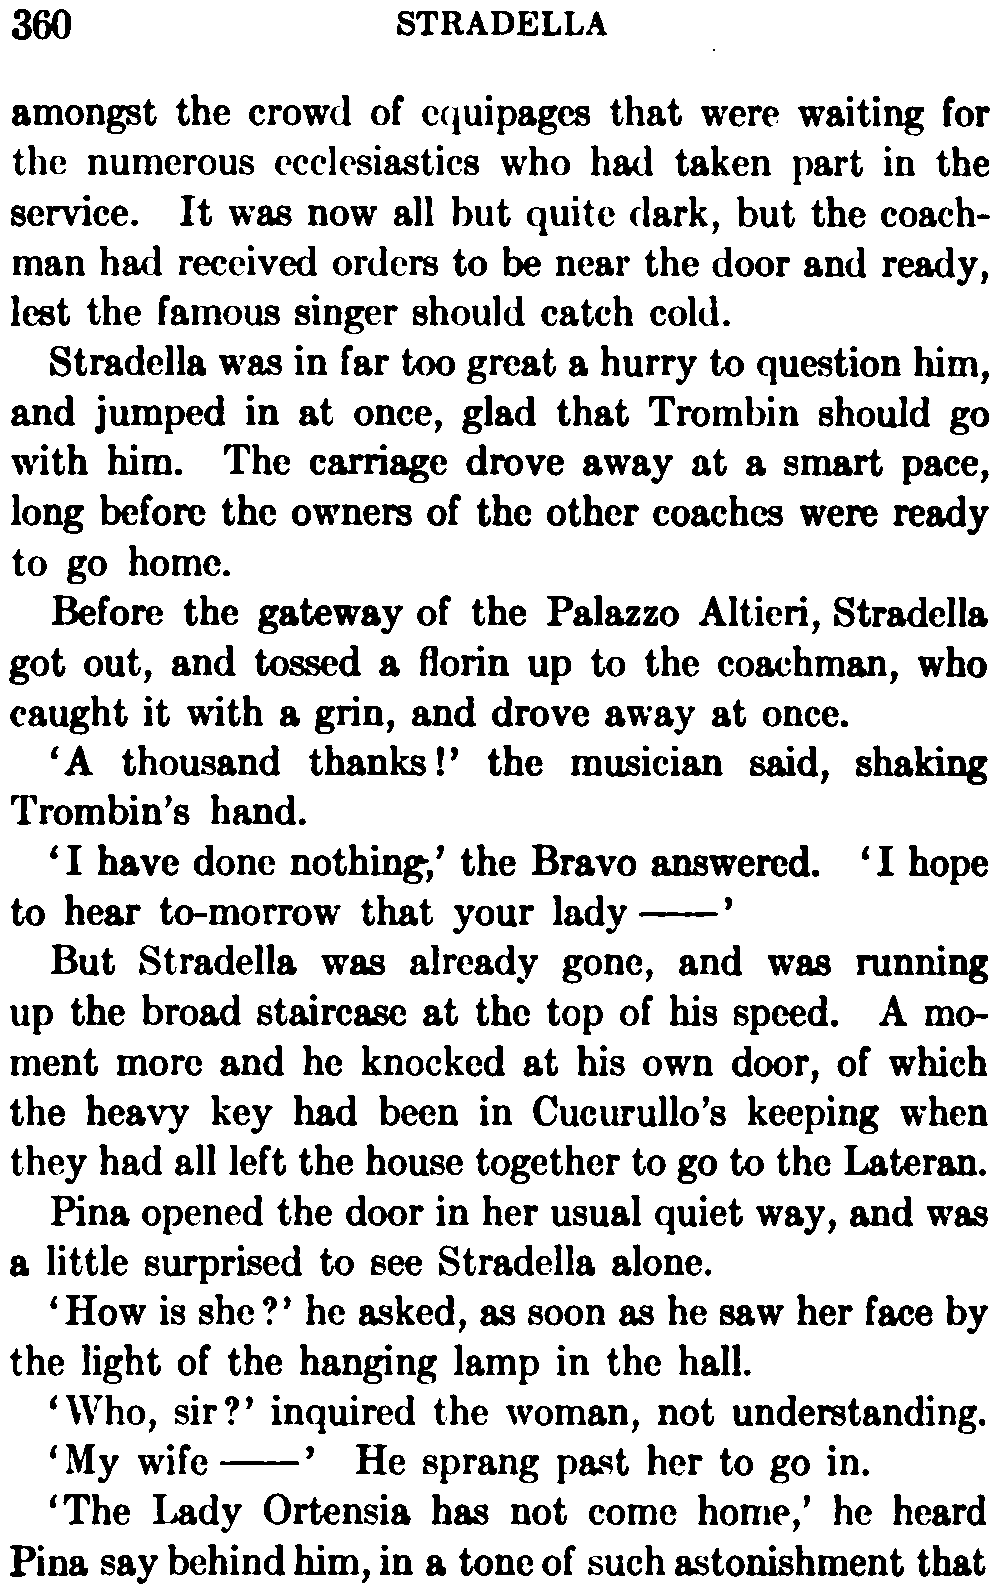 360 STRADELLA
amongst the crowd of equipages that were waiting for
the numerous ecclesiastics who had taken part in the
service. It was now all but quite dark, but the coach-
man had received orders to be near the door and ready,
lest the famous singer should catch cold.
Stradella was in far too great a hurry to question him,
and jumped in at once, glad that Trombin should go
with him. The carriage drove away at a smart pace,
long before the owners of the other coaches were ready
to go home.
Before the gateway of the Palazzo Altieri, Stradella
got out, and tossed a florin up to the coachman, who
caught it with a grin, and drove away at once.
‘A thousand thanks!’ the musician said, shaking
Trombin’s hand.
‘I have done nothing,’ the Bravo answered. ‘I hope
to hear to-morrow that your lady ——’
But Stradella was already gone, and was running
up the broad staircase at the top of his speed. A mo-
ment more and he knocked at his own door, of which
the heavy key had been in Cucurullo’s keeping when
they had all left the house together to go to the Lateran.
Pina opened the door in her usual quiet way, and was
a little surprised to see Stradella alone.
‘How is she?’ he asked, as soon as he saw her face by
the light of the hanging lamp in the hall.
‘Who, sir?’ inquired the woman, not understanding.
‘My wife ——’ He sprang past her to go in.
‘The Lady Ortensia has not come home,’ he heard
Pina say behind him, in a tone of such astonishment that